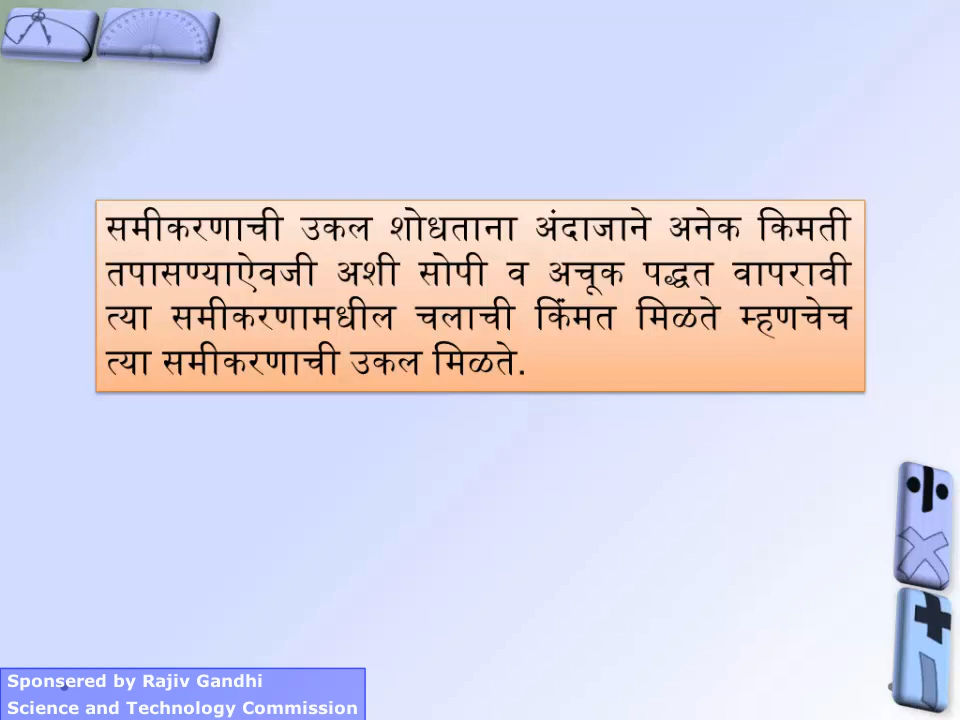 समीकरणाची उकल शोधताना अंदाजाने अनेक किमती
तपासण्याऐवजी अशी सोपी व अचूक पद्धत वापरावी
त्या समीकरणामधील चलाची किंमत मिळते म्हणचेच
त्या समीकरणाची उकल मिळते.
Sponsered by Rajiv Gandhi
Science and Technology Commission